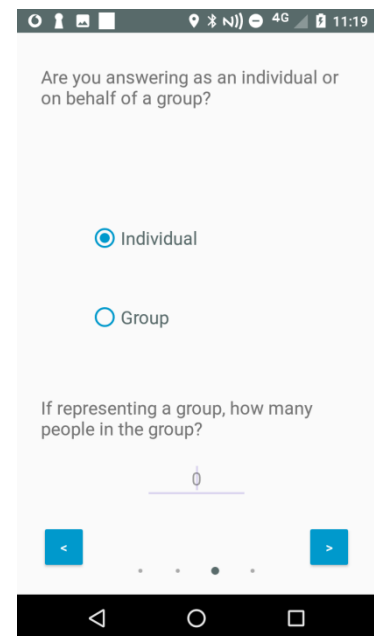 4G 11:19
Are you answering as an individual or
on behalf of a group?
Individual
Group
If representing a group, how many
people in the group?
0
< >